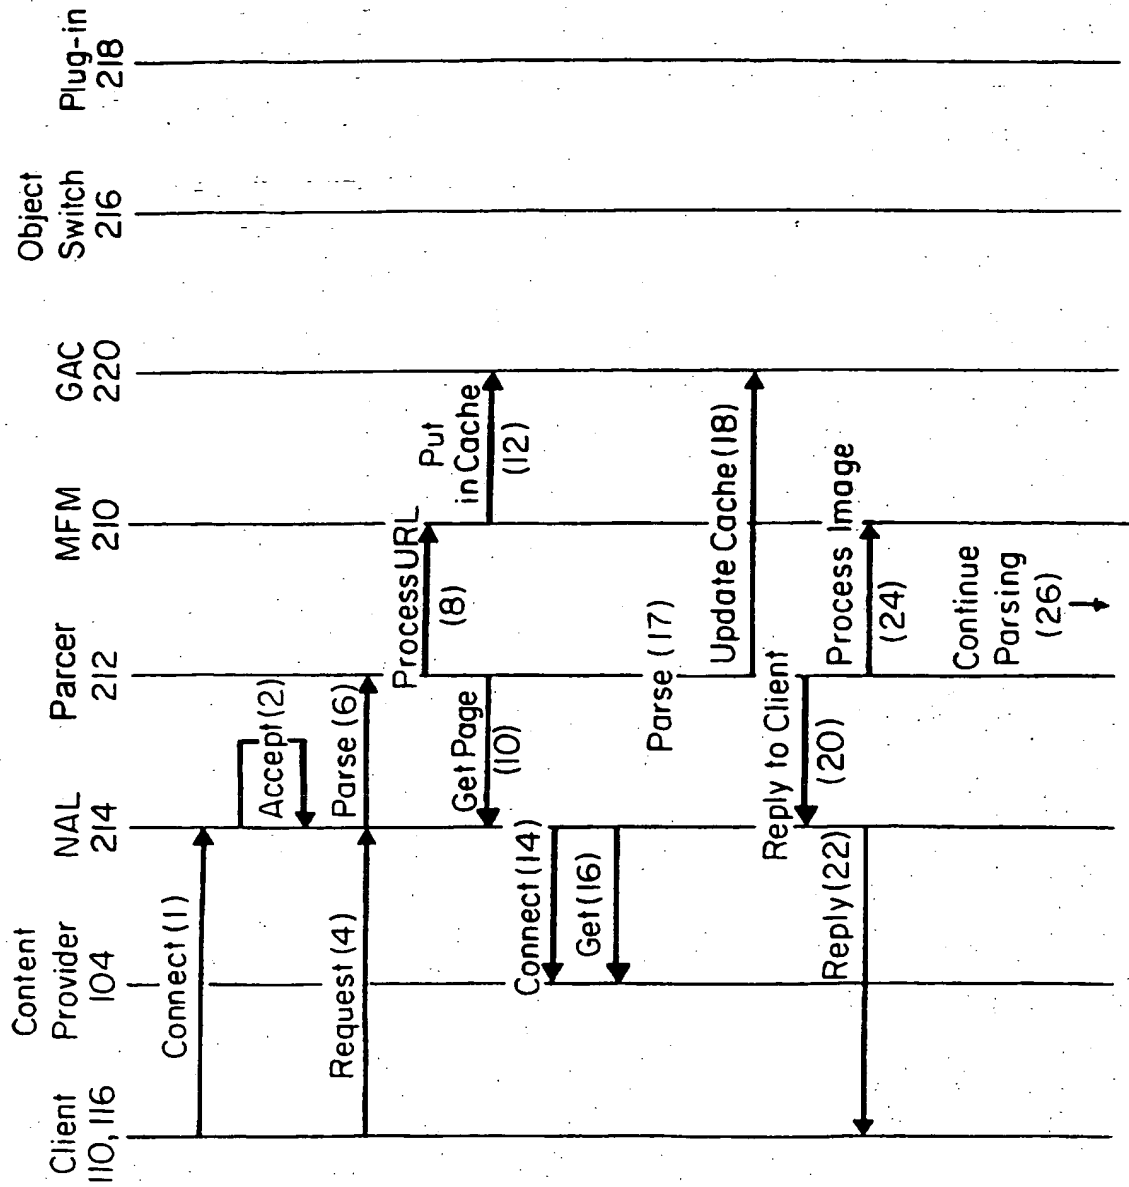 Client
110, 116
Content
Provider
104
NAL
214
Parcer
212
MFM
210
GAC
220
Object
Switch
216
Plug-in
218
Connect (1)
Accept (2)
Request (4)
Parse (6)
Process URL
(8)
Get Page
(10)
Put
in Cache
(12)
Connect (14)
Get (16)
Parse (17)
Update Cache (18)
Reply to Client
(20)
Reply (22)
Process Image
(24)
Continue
Parsing
(26)